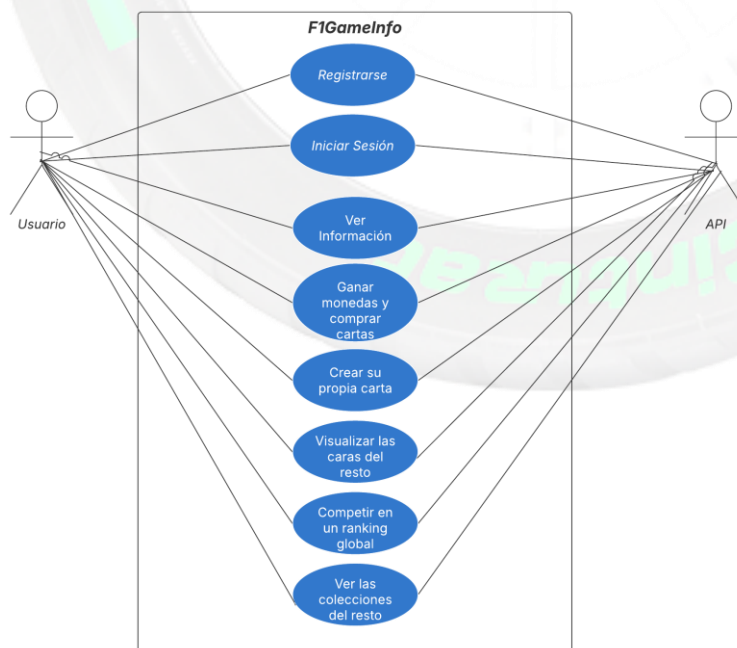 F1GameInfo
Registrarse
Iniciar Sesión
Usuario
API
Ver
Información
Ganar
monedas y
comprar
cartas
Crear su
propia carta
Visualizar las
caras del
resto
Competir en
un ranking
global
Ver las
colecciones
del resto